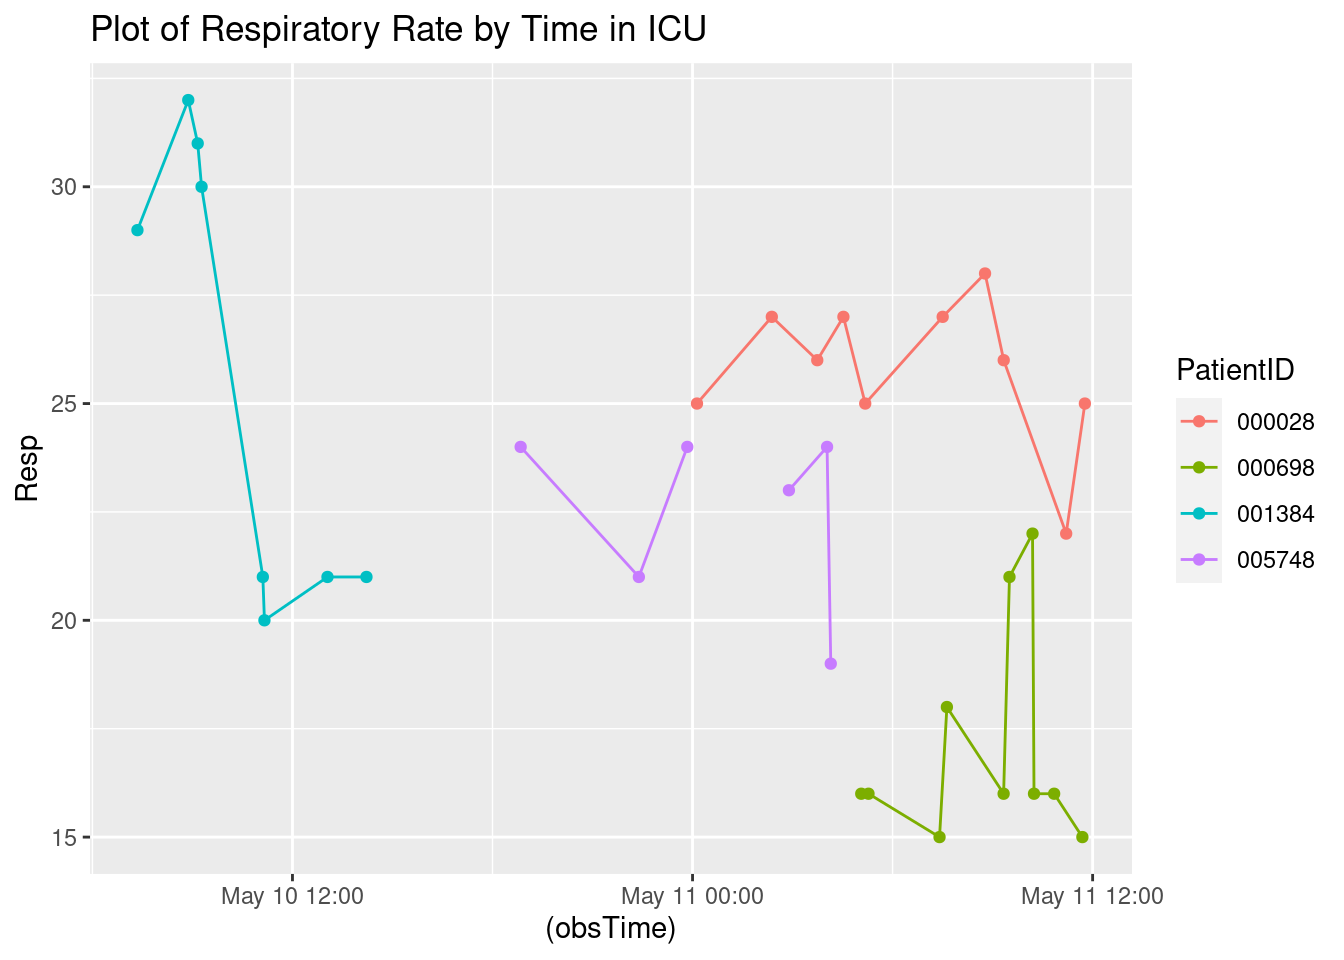 Plot of Respiratory Rate by Time in ICU
30
25
20
15
Resp
May 10 12:00
May 11 00:00
May 11 12:00
(obsTime)
PatientID
000028
000698
001384
005748